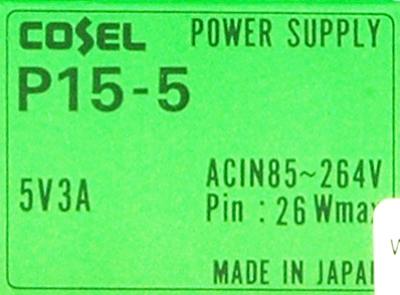 COSEL POWER SUPPLY
P15-5
5V3A
ACIN85~264V
Pin : 26 Wmax
MADE IN JAPAN